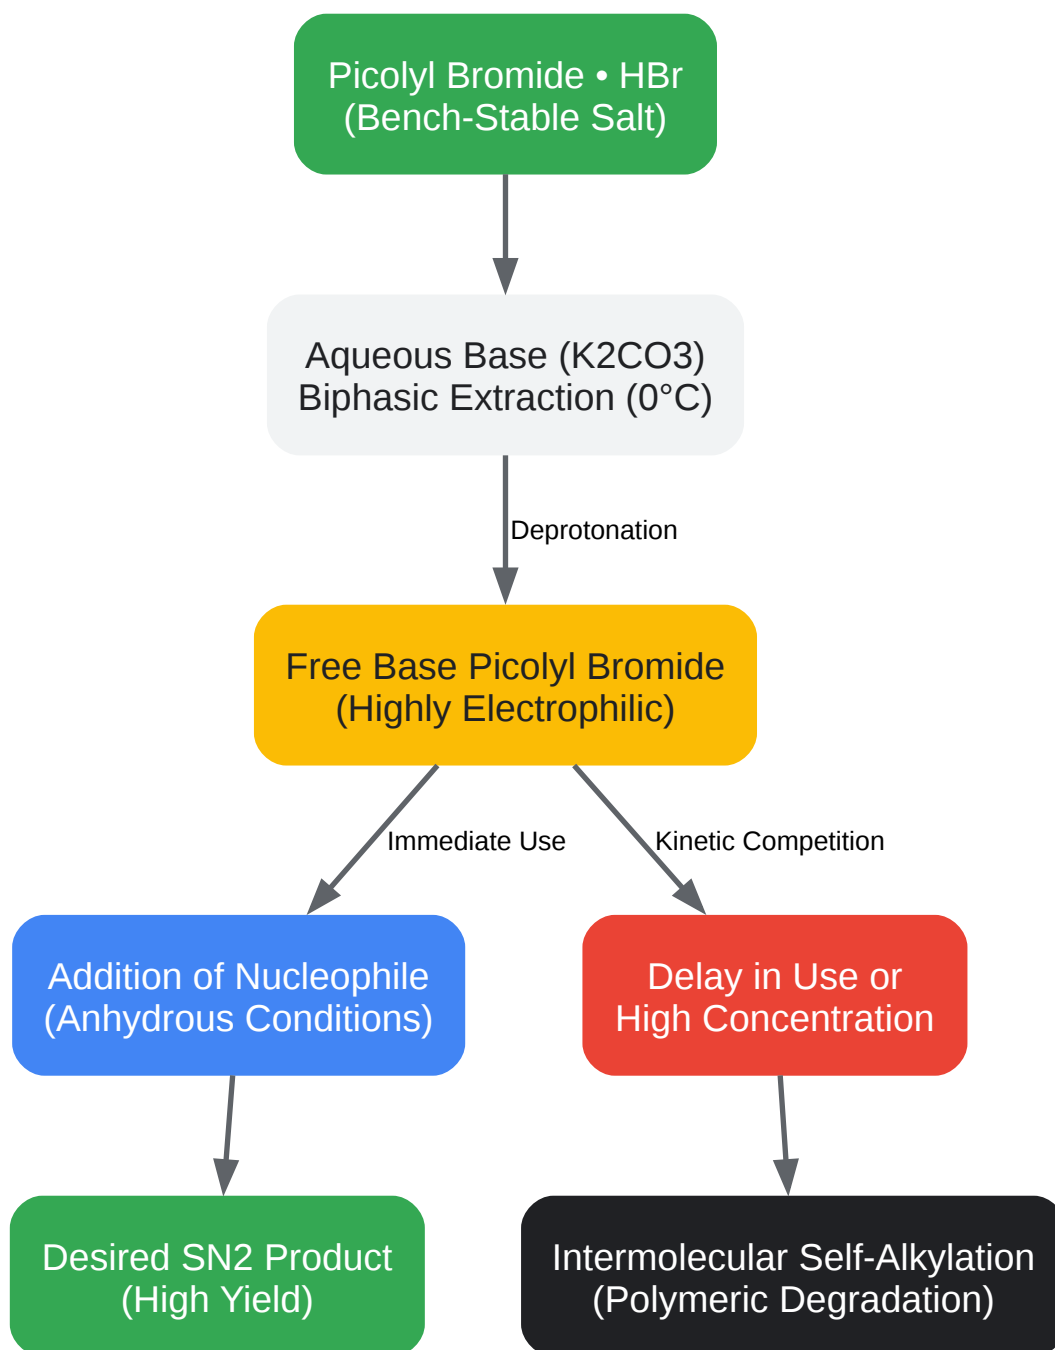 Picolyl Bromide • HBr
(Bench-Stable Salt)
Aqueous Base (K2CO3)
Biphasic Extraction (0°C)
Deprotonation
Free Base Picolyl Bromide
(Highly Electrophilic)
Immediate Use
Kinetic Competition
Addition of Nucleophile
(Anhydrous Conditions)
Delay in Use or
High Concentration
Desired SN2 Product
(High Yield)
Intermolecular Self-Alkylation
(Polymeric Degradation)